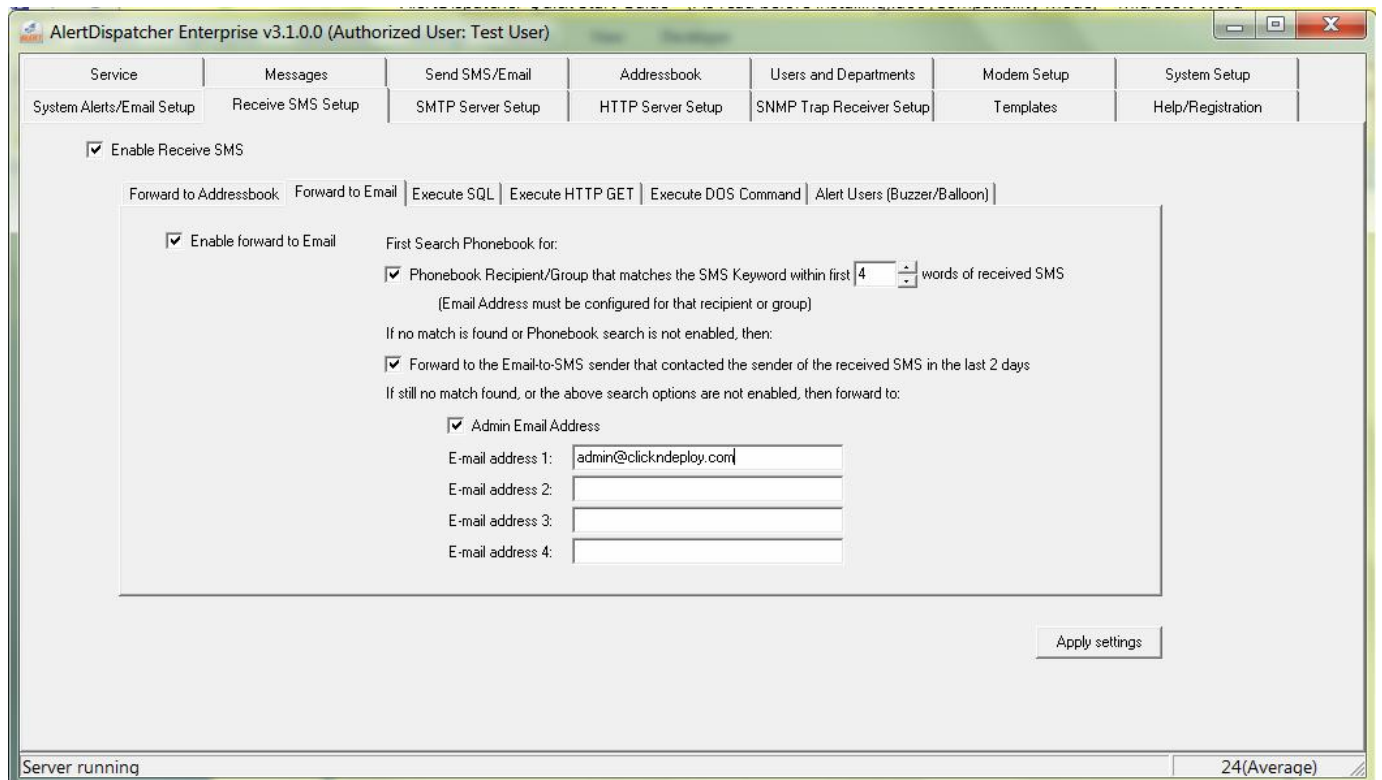 AlertDispatcher Enterprise v3.1.0.0 (Authorized User: Test User)
Service Messages Send SMS/Email Addressbook Users and Departments Modem Setup System Setup
System Alerts/Email Setup Receive SMS Setup SMTP Server Setup HTTP Server Setup SNMP Trap Receiver Setup Templates Help/Registration
Enable Receive SMS
Forward to Addressbook Forward to Email Execute SQL Execute HTTP GET Execute DOS Command Alert Users (Buzzer/Balloon)
Enable forward to Email
First Search Phonebook for:
Phonebook Recipient/Group that matches the SMS Keyword within first 4 words of received SMS
(Email Address must be configured for that recipient or group)
If no match is found or Phonebook search is not enabled, then:
Forward to the Email-to-SMS sender that contacted the sender of the received SMS in the last 2 days
If still no match found, or the above search options are not enabled, then forward to:
Admin Email Address
E-mail address 1: admin@clickndeploy.com
E-mail address 2:
E-mail address 3:
E-mail address 4:
Apply settings
Server running 24(Average)